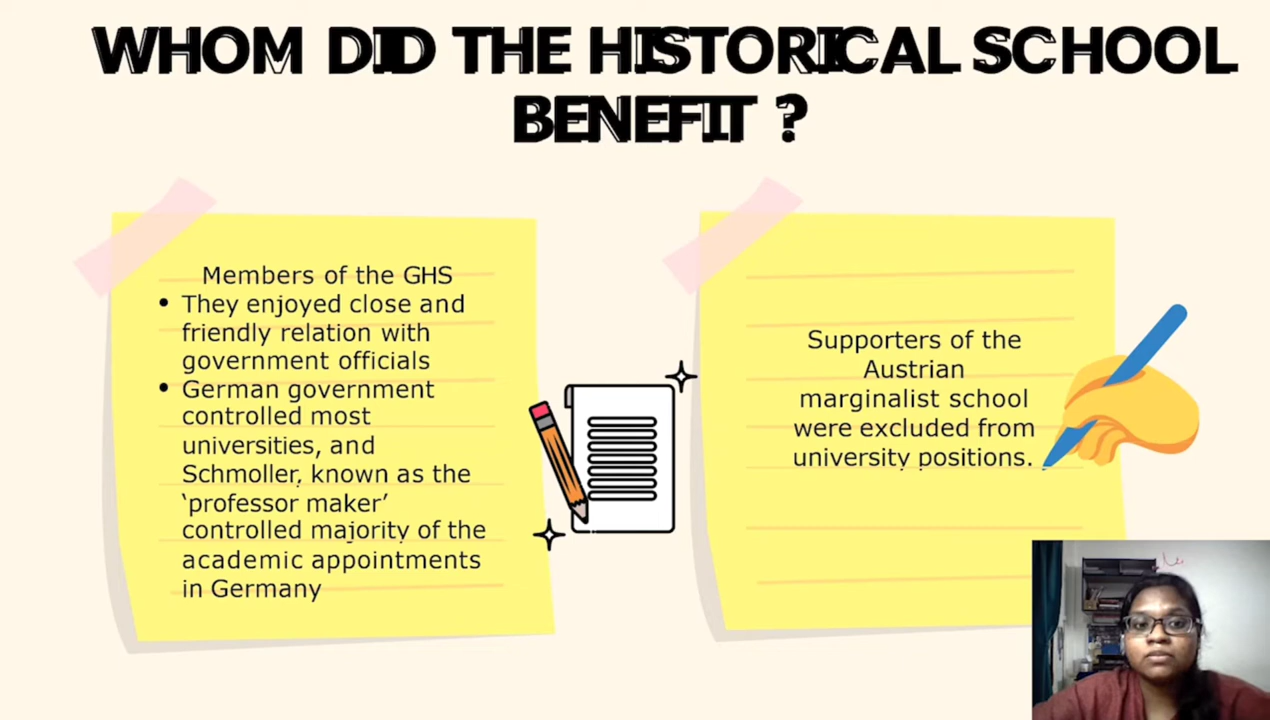 WHOM DID THE HISTORICAL SCHOOL
BENEFIT ?
Members of the GHS
• They enjoyed close and
friendly relation with
government officials
• German government
controlled most
universities, and
Schmoller, known as the
‘professor maker’
controlled majority of the
academic appointments
in Germany
Supporters of the
Austrian
marginalist school
were excluded from
university positions.